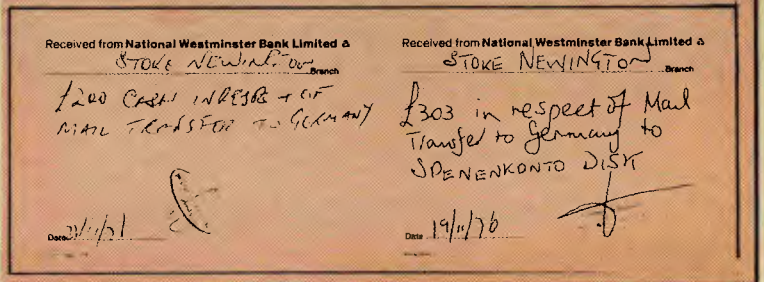 Received from National Westminster Bank Limited
STOKE NEWINGTON
Branch
£200 CASH IN RESPECT OF
MAIL TRANSFER TO GERMANY
Date
Received from National Westminster Bank Limited
STOKE NEWINGTON
Branch
£303 in respect of Mail
Transfer to Germany to
SPENENKONTO DISK
Date 19/11/76